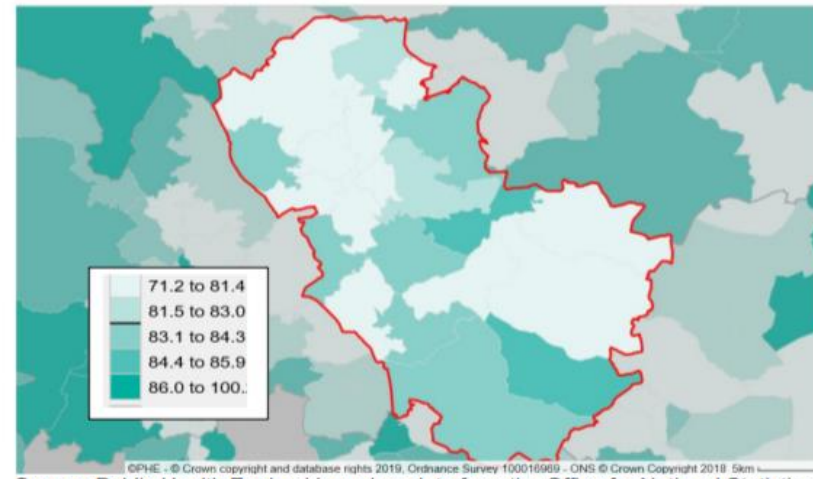 71.2 to 81.4
81.5 to 83.0
83.1 to 84.3
84.4 to 85.9
86.0 to 100.
©PHE - © Crown copyright and database rights 2019, Ordnance Survey 100016969 - ONS © Crown Copyright 2018 5km